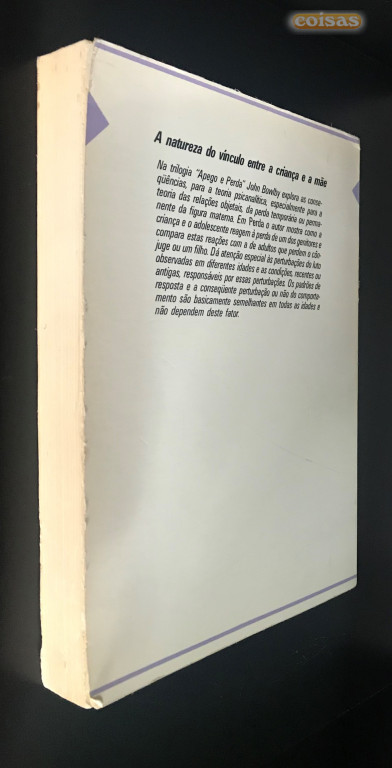 coisas
A natureza do vínculo entre a criança e a mãe
Na trilogia "Apego e Perda" John Bowlby explora as conse-
qüências, para a teoria psicanalítica, especialmente para a
teoria das relações objetais, da perda temporária ou perma-
nente da figura materna. Em Perda o autor mostra como a
criança e o adolescente reagem à perda de um dos genitores e
compara estas reações com a de adultos que perdem o côn-
juge ou um filho. Dá atenção especial às perturbações do luto
observadas em diferentes idades e as condições, recentes ou
antigas, responsáveis por essas perturbações. Os padrões de
resposta e a conseqüente perturbação ou não do comporta-
mento são basicamente semelhantes em todas as idades e
não dependem deste fator.